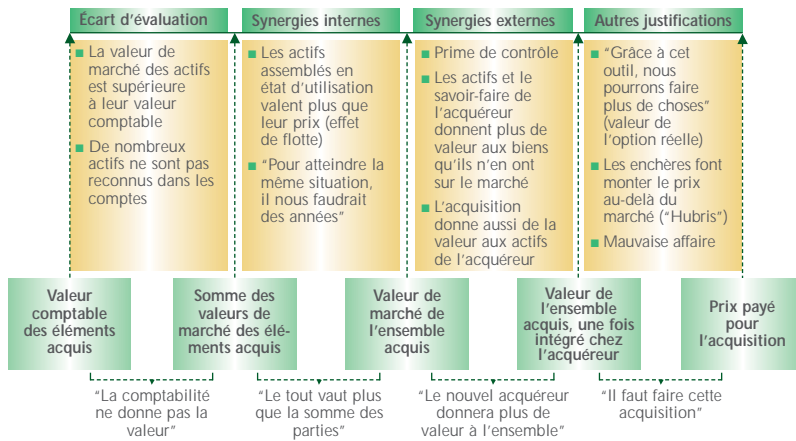 Écart d'évaluation
Synergies internes
Synergies externes
Autres justifications
■ La valeur de
marché des actifs
est supérieure
à leur valeur
comptable
■ De nombreux
actifs ne sont pas
reconnus dans les
comptes
■ Les actifs
assemblés en
état d'utilisation
valent plus que
leur prix (effet
de flotte)
■ "Pour atteindre la
même situation,
il nous faudrait
des années"
■ Prime de contrôle
■ Les actifs et le
savoir-faire de
l'acquéreur
donnent plus de
valeur aux biens
qu'ils n'en ont
sur le marché
■ L'acquisition
donne aussi de la
valeur aux actifs
de l'acquéreur
■ "Grâce à cet
outil, nous
pourrons faire
plus de choses"
(valeur de
l'option réelle)
■ Les enchères font
monter le prix
au-delà du
marché ("Hubris")
■ Mauvaise affaire
Valeur
comptable
des éléments
acquis
Somme des
valeurs de
marché des élé-
ments acquis
Valeur de
marché de
l'ensemble
acquis
Valeur de
l'ensemble
acquis, une fois
intégré chez
l'acquéreur
Prix payé
pour
l'acquisition
"La comptabilité
ne donne pas la
valeur"
"Le tout vaut plus
que la somme des
parties"
"Le nouvel acquéreur
donnera plus de
valeur à l'ensemble"
"Il faut faire cette
acquisition"